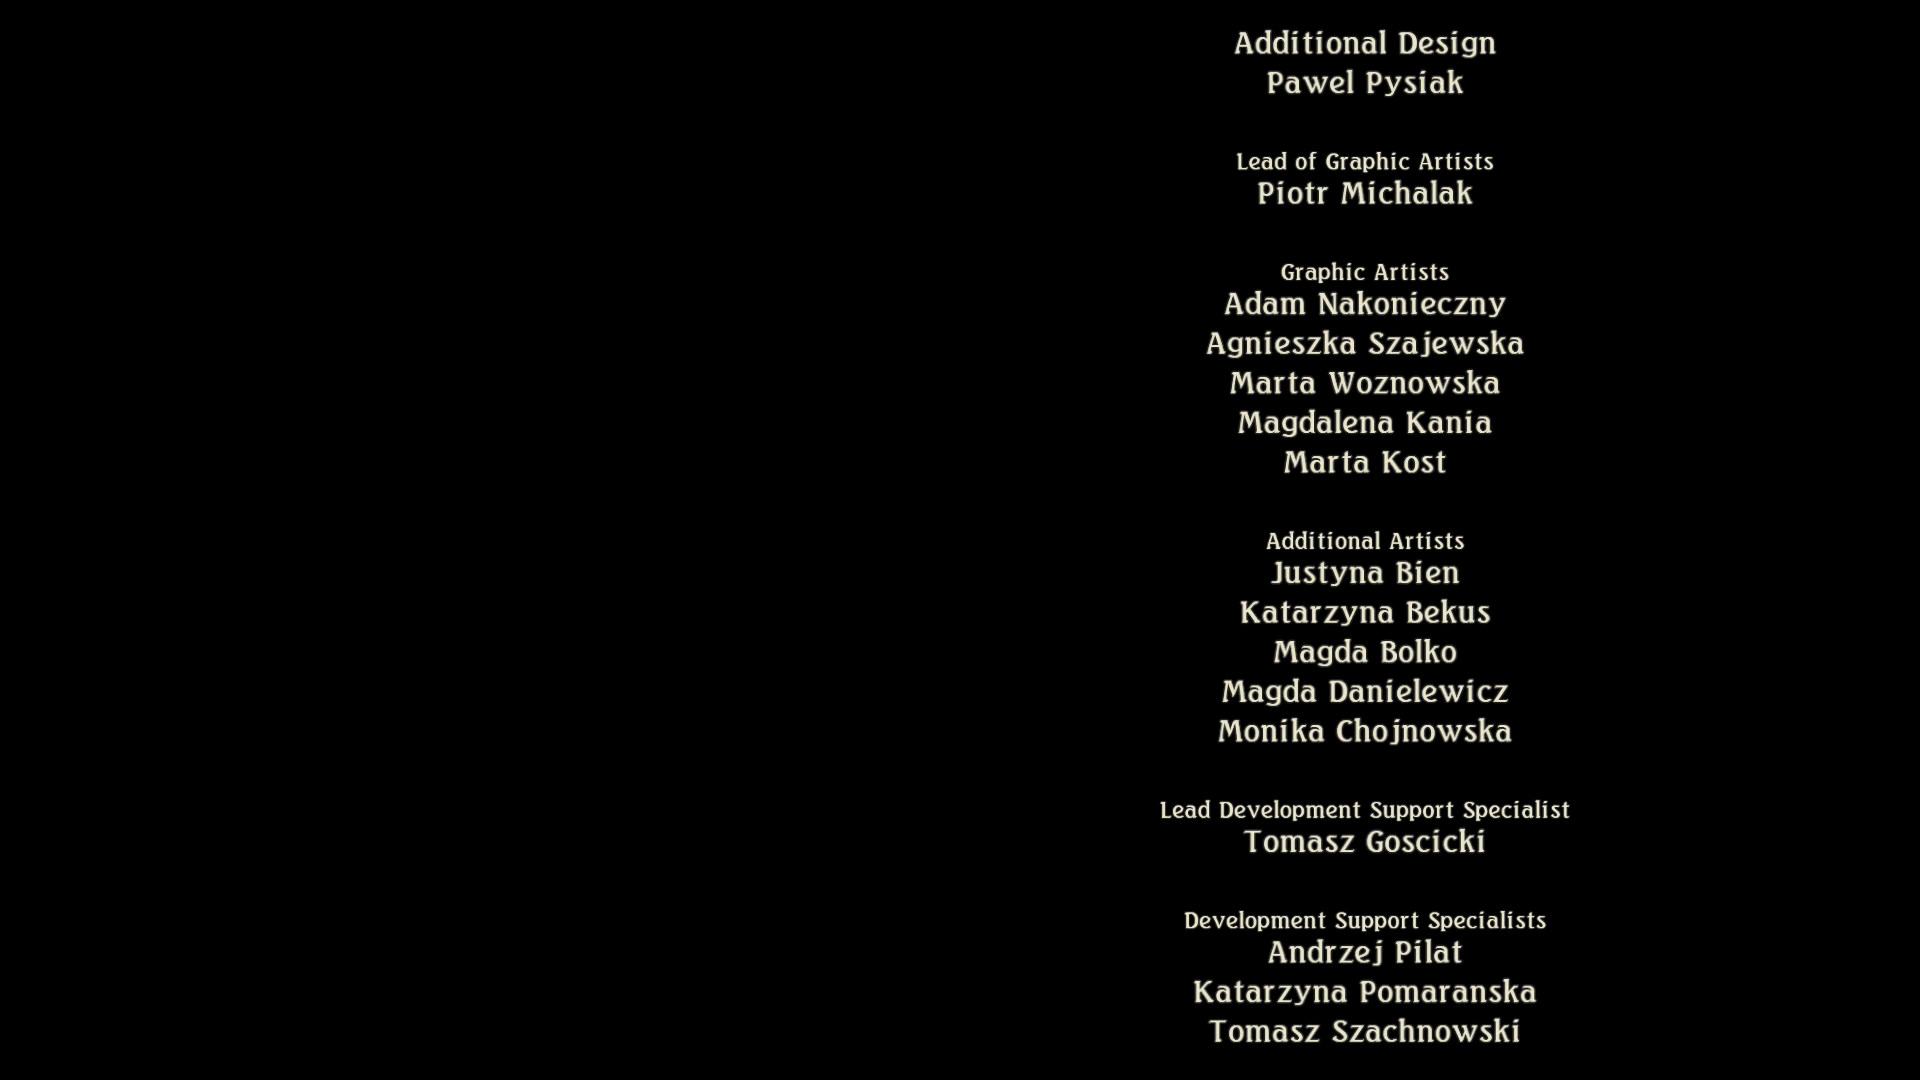 Additional Design
Pawel Pysiak
Lead of Graphic Artists
Piotr Michalak
Graphic Artists
Adam Nakonieczny
Agnieszka Szajewska
Marta Woznowska
Magdalena Kania
Marta Kost
Additional Artists
Justyna Bien
Katarzyna Bekus
Magda Bolko
Magda Danielewicz
Monika Chojnowska
Lead Development Support Specialist
Tomasz Goscicki
Development Support Specialists
Andrzej Pilat
Katarzyna Pomaranska
Tomasz Szachnowski